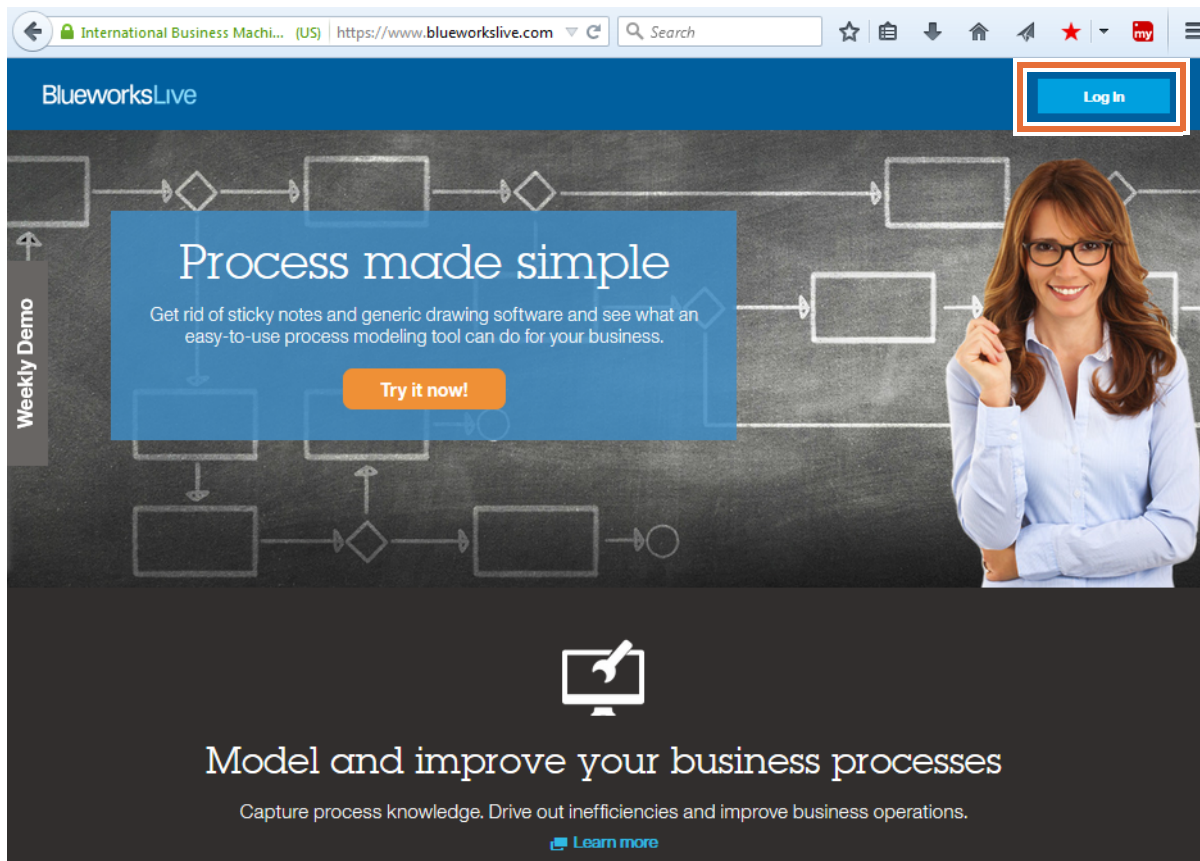 International Business Machi... (US) https://www.blueworkslive.com Search
my
BlueworksLive
Log In
Process made simple
Get rid of sticky notes and generic drawing software and see what an
easy-to-use process modeling tool can do for your business.
Try it now!
Weekly Demo
Model and improve your business processes
Capture process knowledge. Drive out inefficiencies and improve business operations.
Learn more